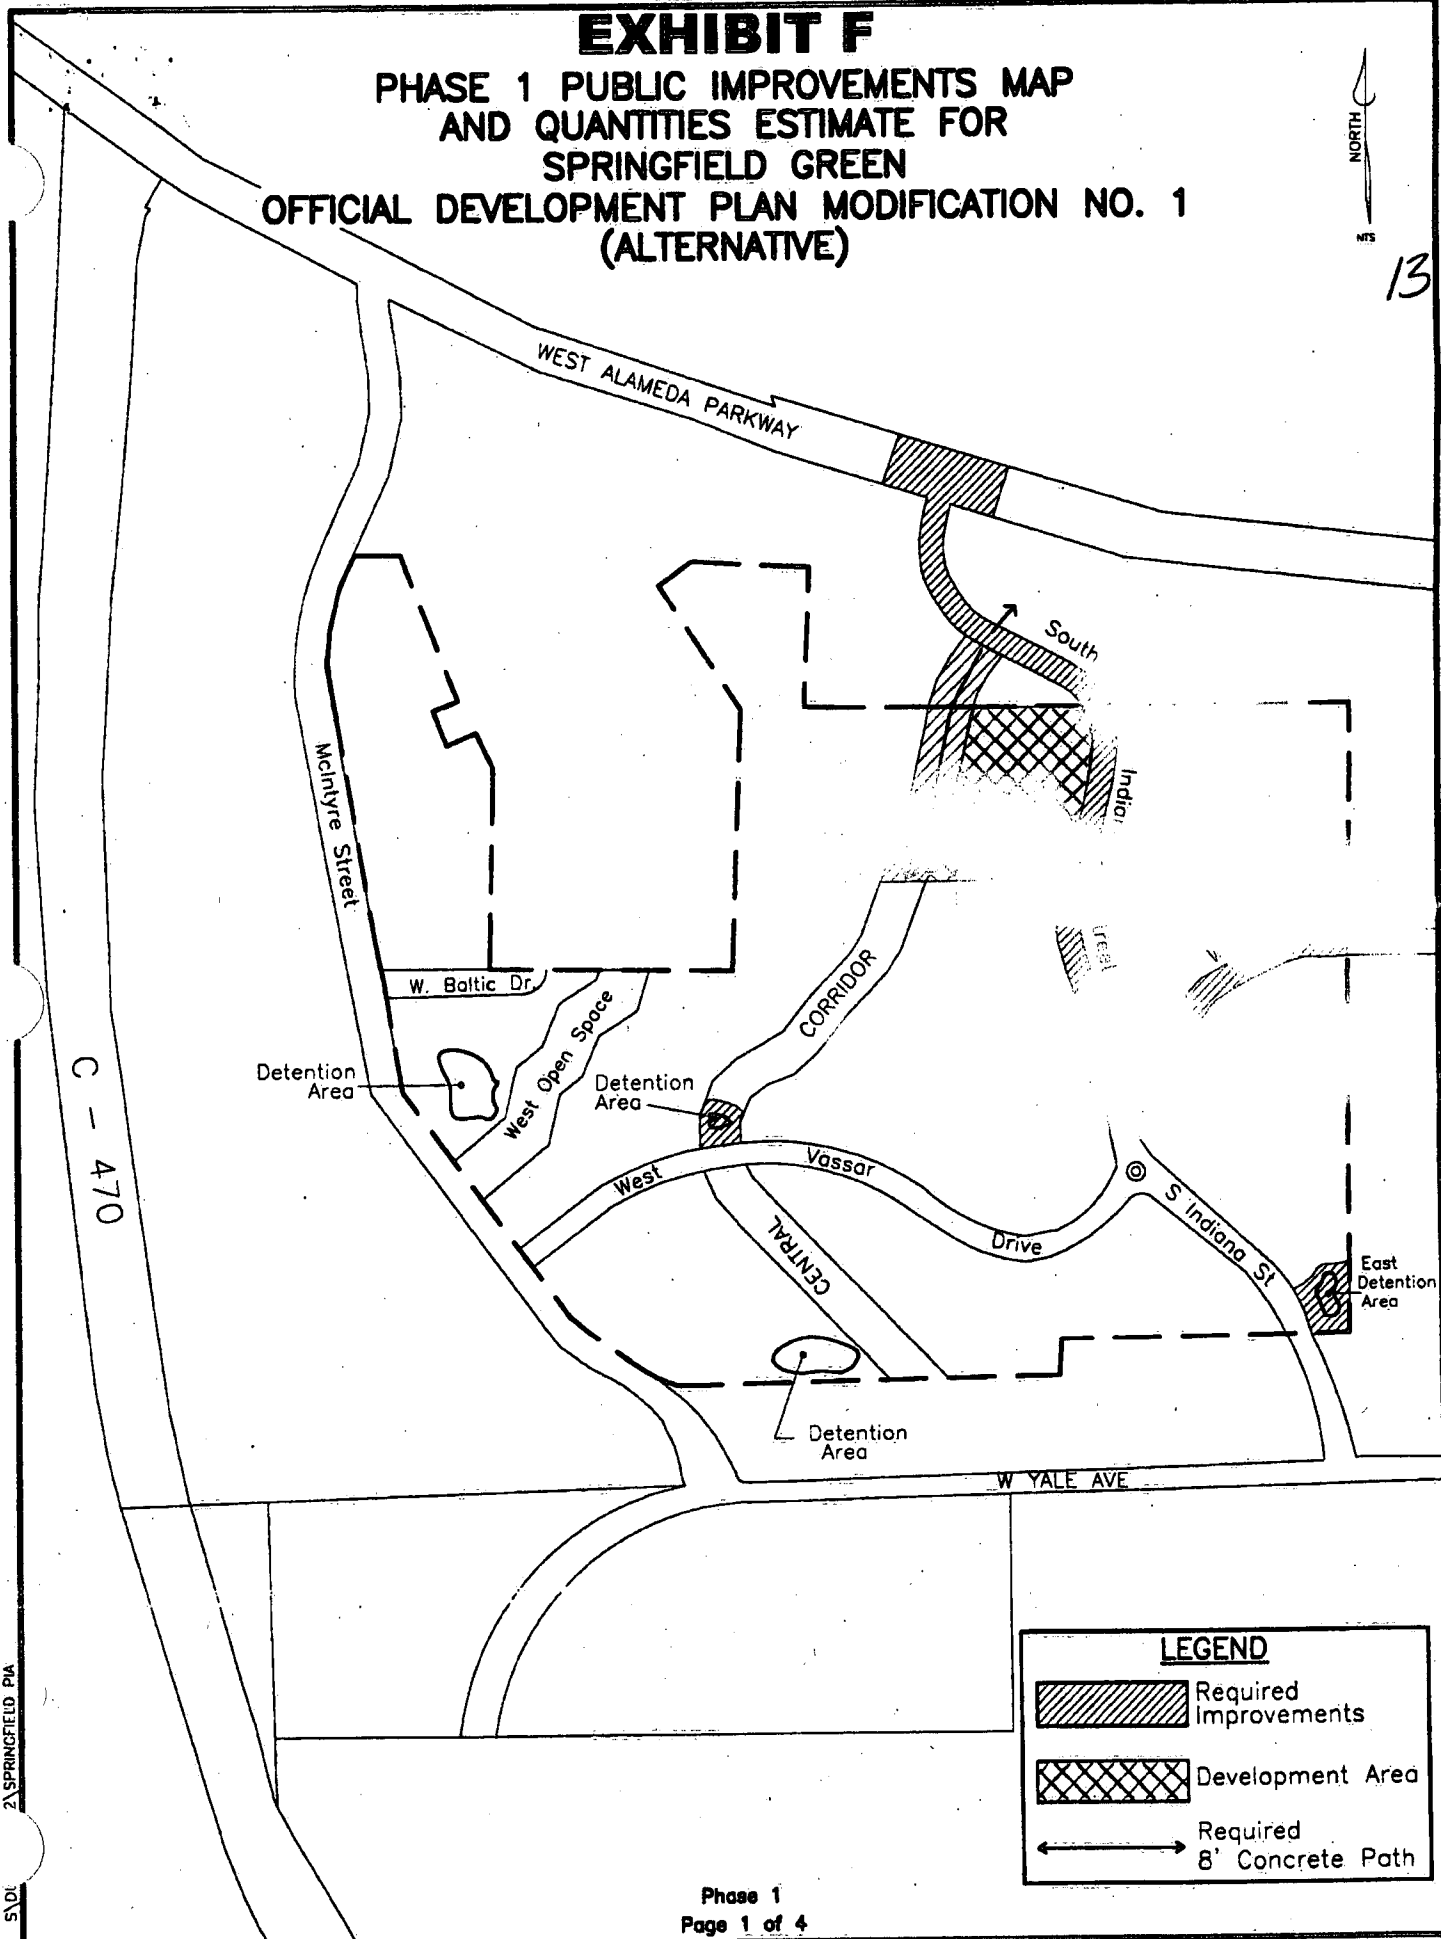 EXHIBIT F
PHASE 1 PUBLIC IMPROVEMENTS MAP
AND QUANTITIES ESTIMATE FOR
SPRINGFIELD GREEN
OFFICIAL DEVELOPMENT PLAN MODIFICATION NO. 1
(ALTERNATIVE)
NORTH
NTS
13
WEST ALAMEDA PARKWAY
South
McIntyre Street
W. Baltic Dr.
CORRIDOR
West Open Space
Detention
Area
Detention
Area
C - 470
West Vassar Drive
CENTRAL
S Indiana St
East
Detention
Area
Detention
Area
W YALE AVE
LEGEND
Required
Improvements
Development Area
Required
8' Concrete Path
2\SPRINGFIELD PIA
Phase 1
Page 1 of 4